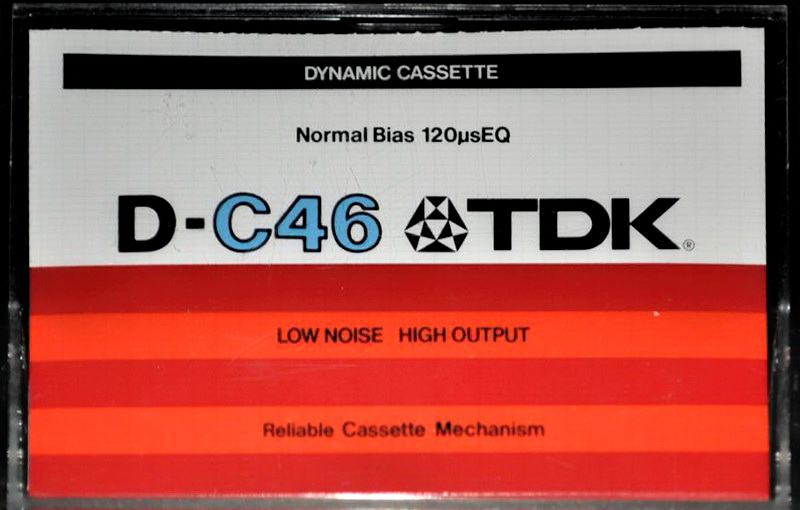 DYNAMIC CASSETTE
Normal Bias 120µsEQ
D-C46 TDK®
LOW NOISE HIGH OUTPUT
Reliable Cassette Mechanism